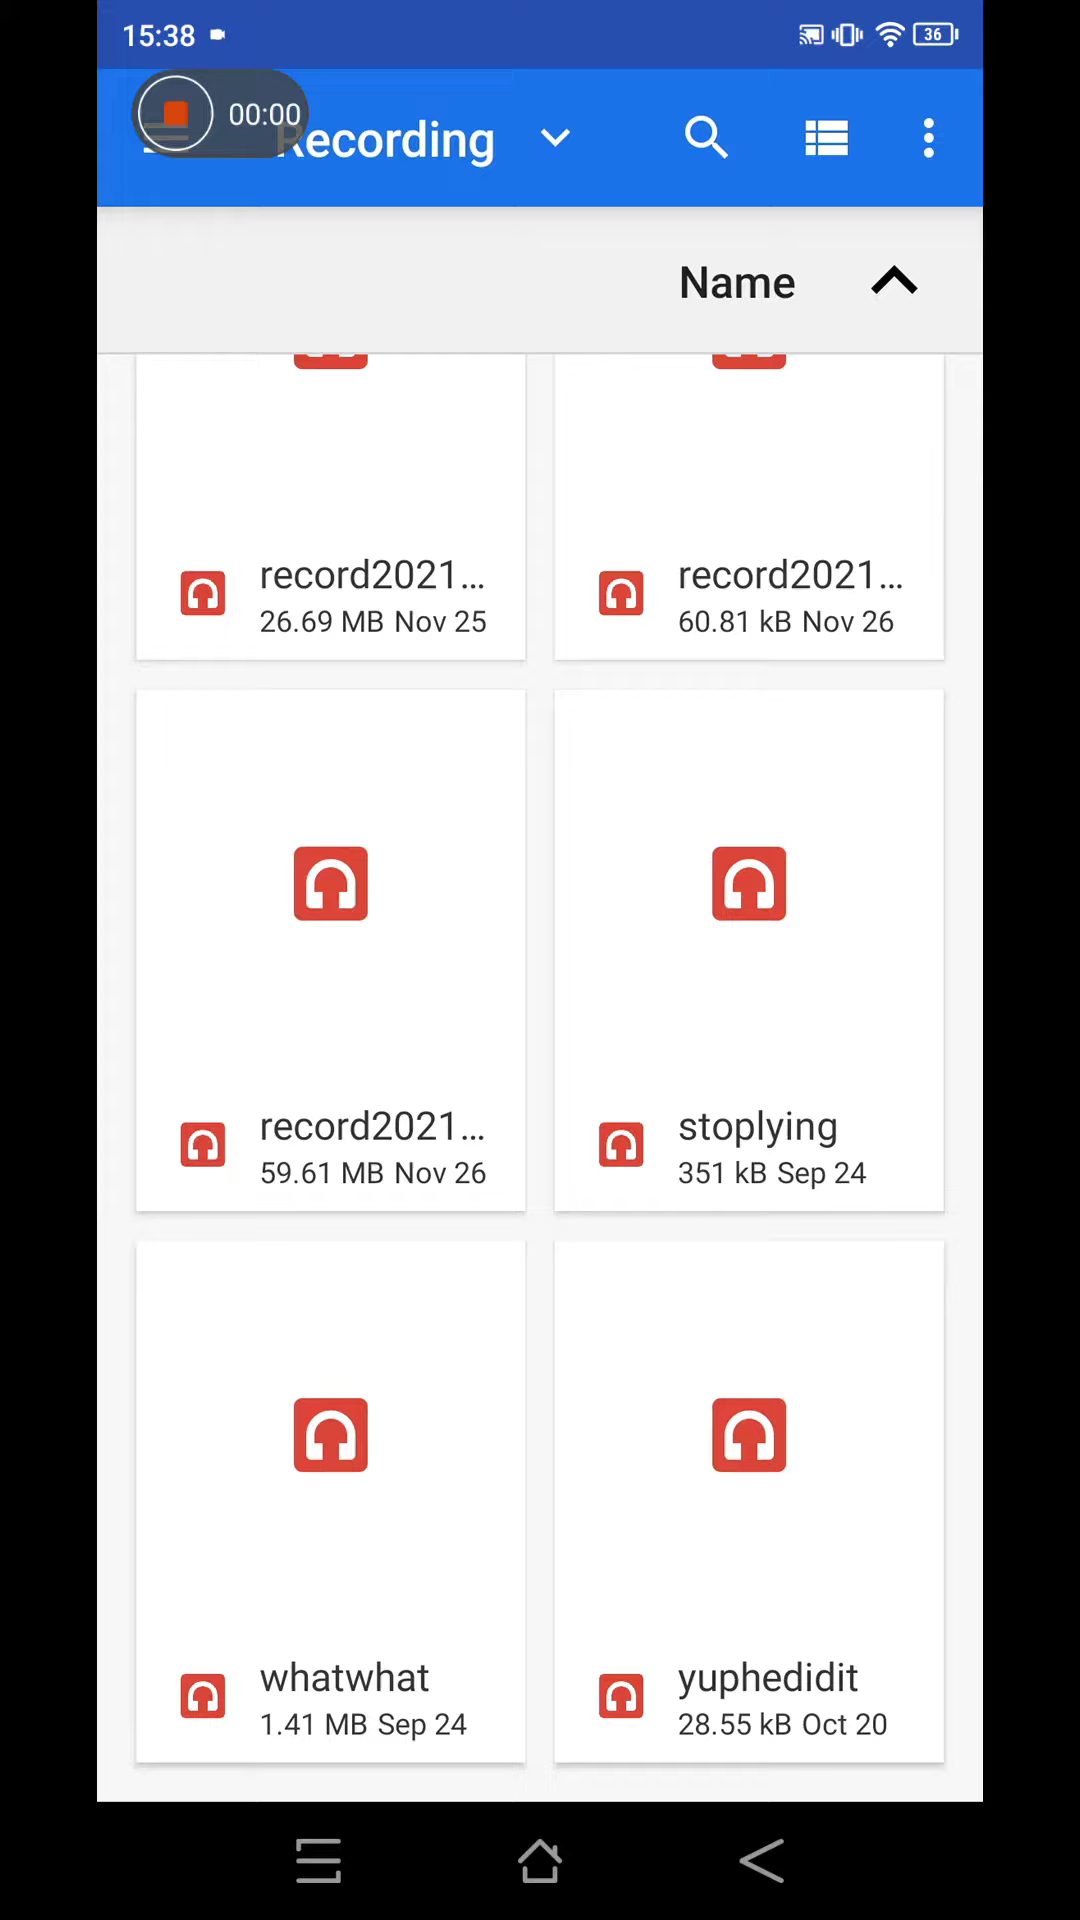 15:38
36
00:00
Recording
Name
record2021...
26.69 MB Nov 25
record2021...
60.81 kB Nov 26
record2021...
59.61 MB Nov 26
stoplying
351 kB Sep 24
whatwhat
1.41 MB Sep 24
yuphedidit
28.55 kB Oct 20